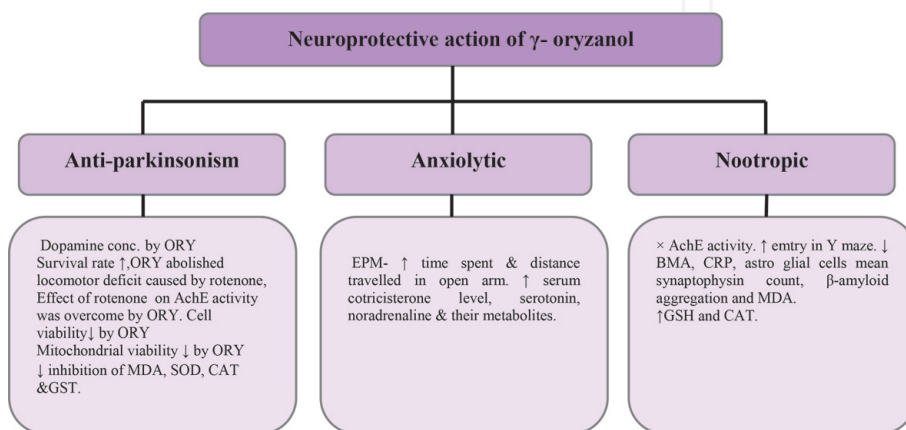 Neuroprotective action of γ- oryzanol
Anti-parkinsonism
Anxiolytic
Nootropic
Dopamine conc. by ORY
Survival rate ↑,ORY abolished
locomotor deficit caused by rotenone,
Effect of rotenone on AchE activity
was overcome by ORY. Cell
viability↓ by ORY
Mitochondrial viability ↓ by ORY
↓ inhibition of MDA, SOD, CAT
&GST.
EPM- ↑ time spent & distance
travelled in open arm. ↑ serum
cotricisterone level, serotonin,
noradrenaline & their metabolites.
× AchE activity. ↑ emtry in Y maze. ↓
BMA, CRP, astro glial cells mean
synaptophysin count, β-amyloid
aggregation and MDA.
↑GSH and CAT.